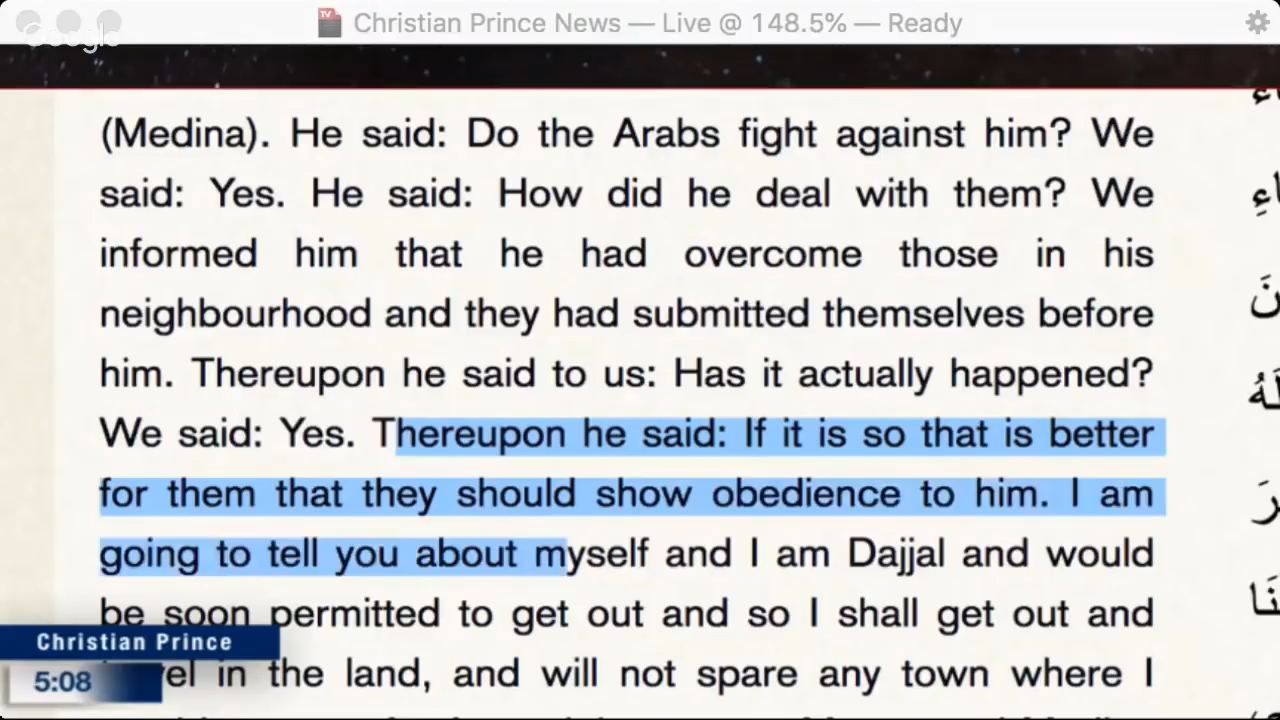 Christian Prince News — Live @ 148.5% — Ready
Google
(Medina). He said: Do the Arabs fight against him? We
said: Yes. He said: How did he deal with them? We
informed him that he had overcome those in his
neighbourhood and they had submitted themselves before
him. Thereupon he said to us: Has it actually happened?
We said: Yes. Thereupon he said: If it is so that is better
for them that they should show obedience to him. I am
going to tell you about myself and I am Dajjal and would
be soon permitted to get out and so I shall get out and
in the land, and will not spare any town where I
Christian Prince
5:08